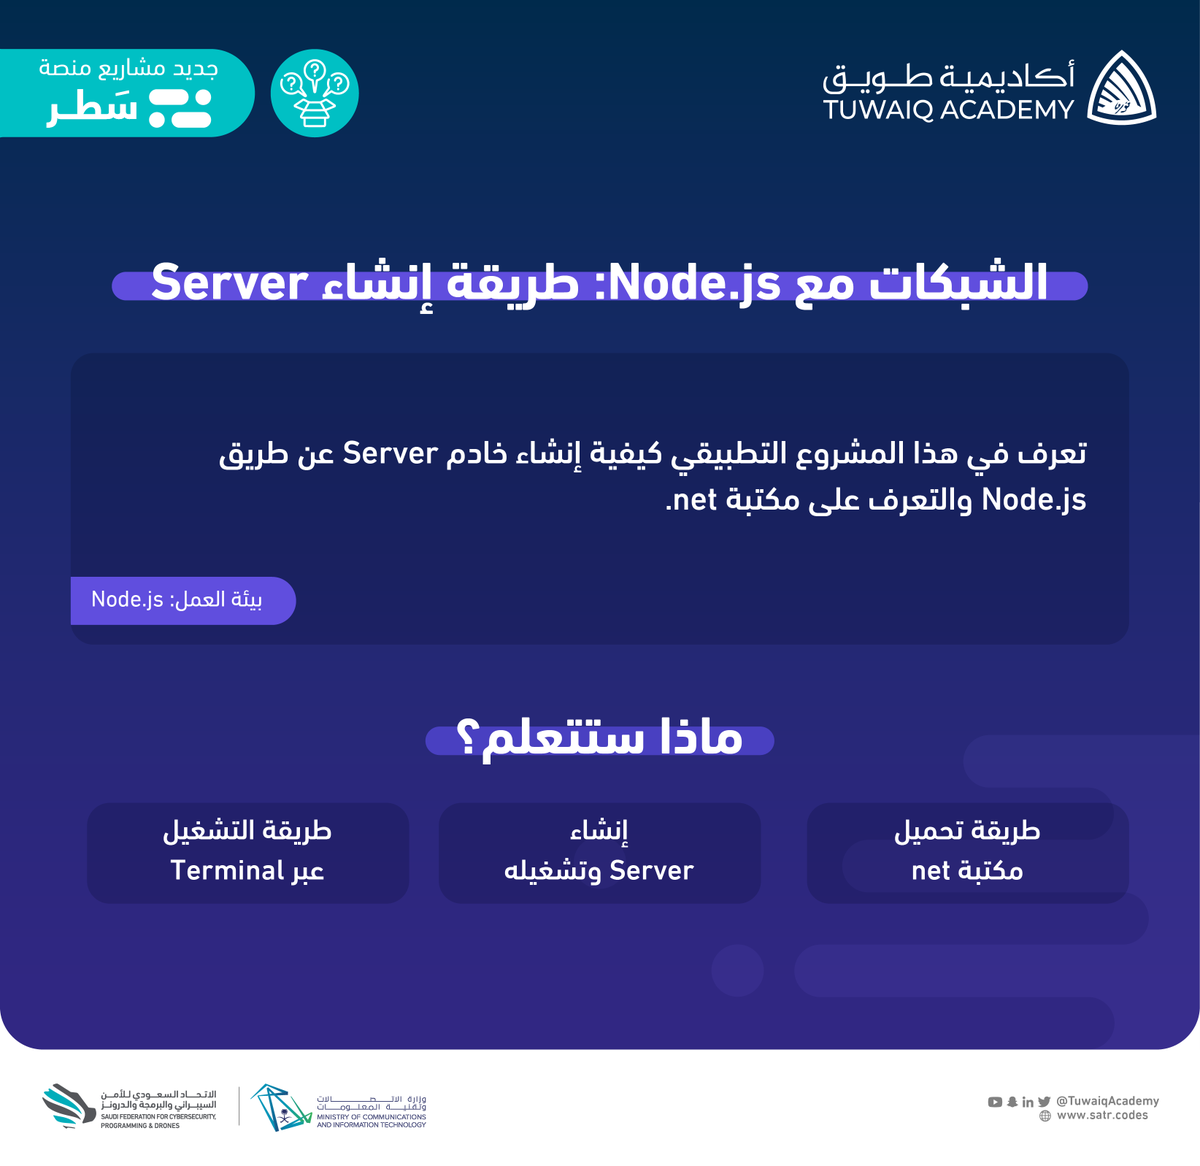 أكاديمية طويق
TUWAIQ ACADEMY
جديد مشاريع منصة
سَطر
الشبكات مع Node.js: طريقة إنشاء Server
تعرف في هذا المشروع التطبيقي كيفية إنشاء خادم Server عن طريق
Node.js والتعرف على مكتبة net.
بيئة العمل: Node.js
ماذا ستتعلم؟
طريقة تحميل
مكتبة net
إنشاء
Server وتشغيله
طريقة التشغيل
عبر Terminal
@TuwaiqAcademy
www.satr.codes
وزارة الاتصالات
وتقنية المعلومات
MINISTRY OF COMMUNICATIONS
AND INFORMATION TECHNOLOGY
الاتحاد السعودي للأمن
السيبراني والبرمجة والدرونز
SAUDI FEDERATION FOR CYBERSECURITY,
PROGRAMMING & DRONES